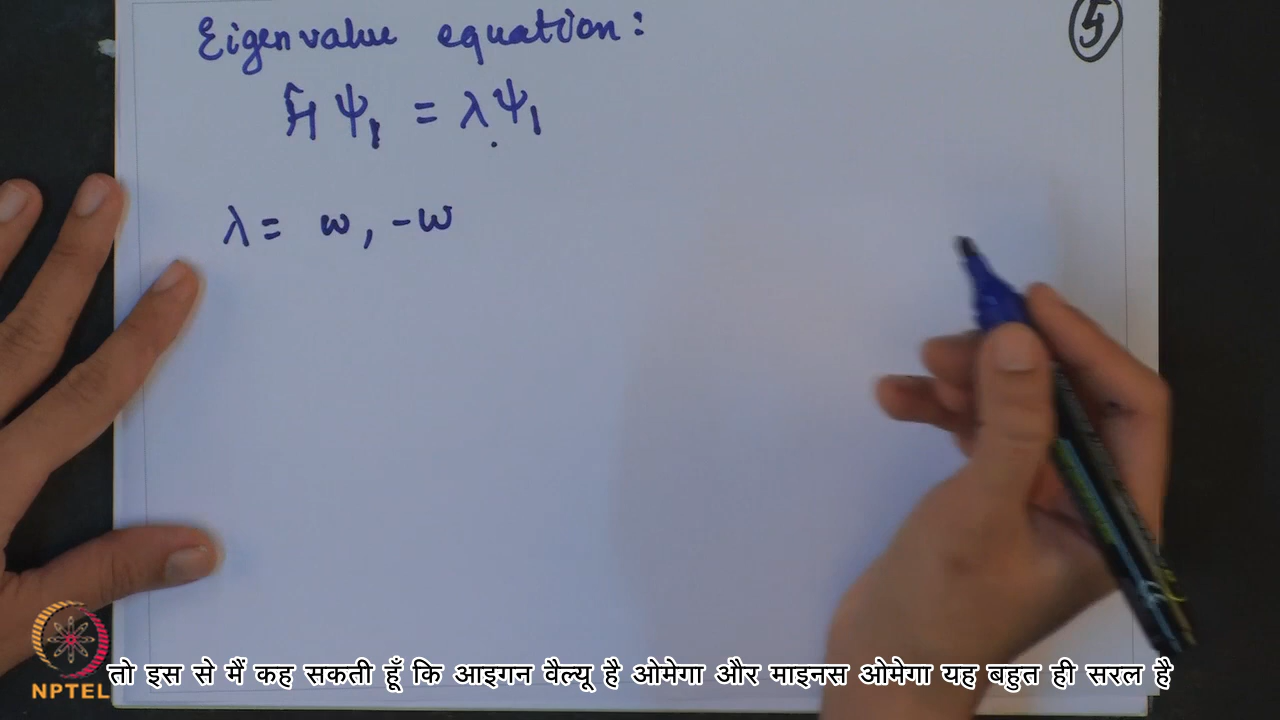 Eigenvalue equation:
5
Ĥ ψ₁ = λ ψ₁
λ = ω, -ω
तो इस से मैं कह सकती हूँ कि आइगन वैल्यू है ओमेगा और माइनस ओमेगा यह बहुत ही सरल है
NPTEL